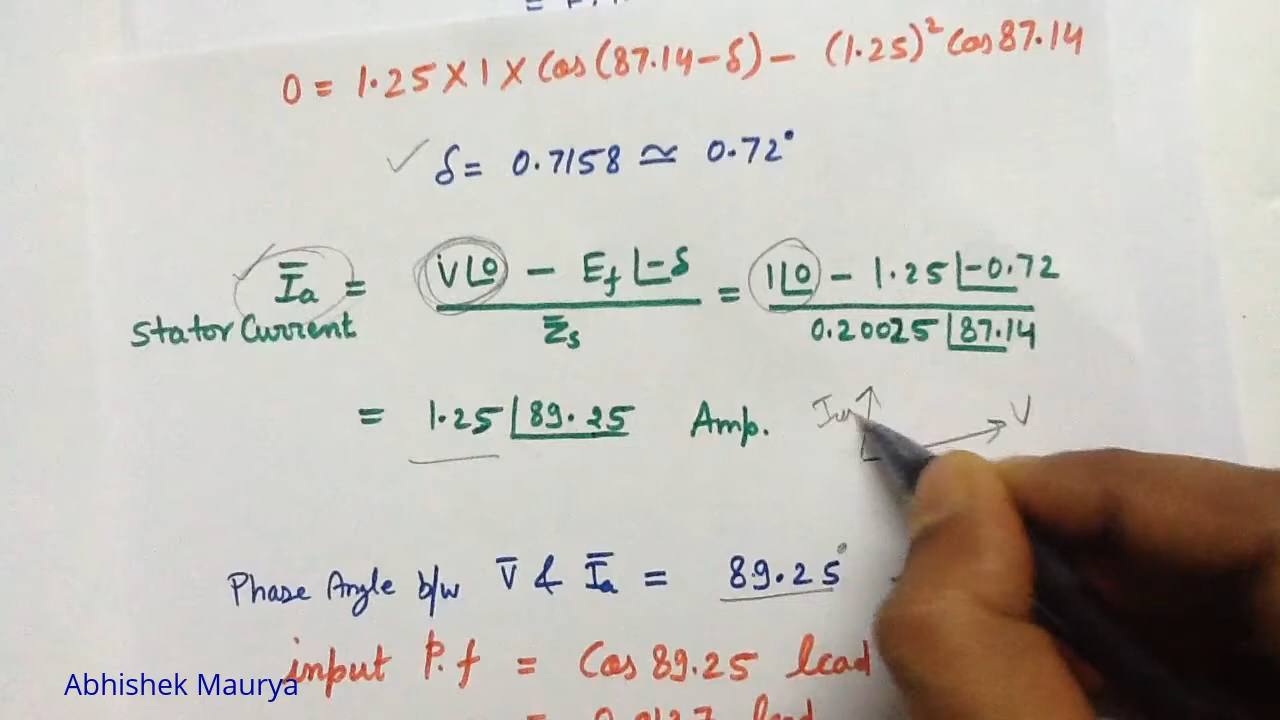 0 = 1.25 × 1 × Cos (87.14 - δ) - (1.25)² Cos 87.14
✓ δ = 0.7158 ≃ 0.72°
Īa = V∠0 - Ef∠-δ / Z̄s = 1∠0 - 1.25∠-0.72 / 0.20025∠87.14
Stator Current
= 1.25∠89.25 Amp. V
Phase Angle b/w V̄ & Īa = 89.25°
input P.f = Cos 89.25 lead
Abhishek Maurya